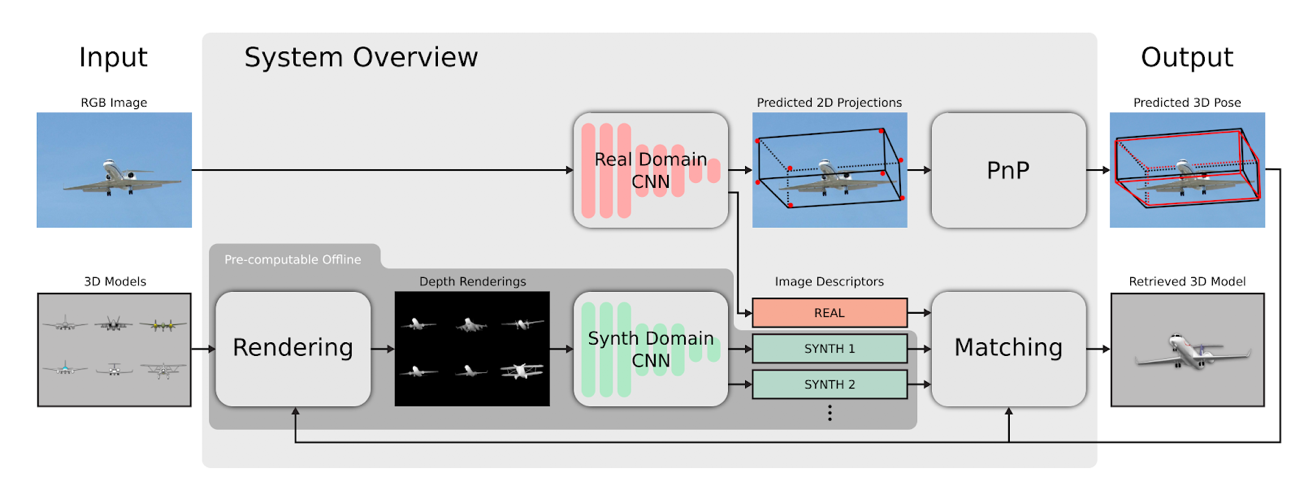 Input
System Overview
Output
RGB Image
Predicted 2D Projections
Predicted 3D Pose
Real Domain
CNN
PnP
Pre-computable Offline
3D Models
Depth Renderings
Image Descriptors
Retrieved 3D Model
Rendering
Synth Domain
CNN
REAL
SYNTH 1
SYNTH 2
Matching